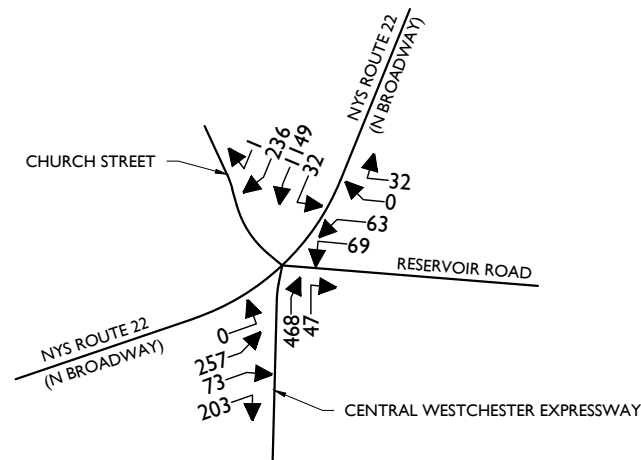 NYS ROUTE 22
(N BROADWAY)
1
236
1149
32
CHURCH STREET
32
0
63
69
RESERVOIR ROAD
468
47
NYS ROUTE 22
(N BROADWAY)
0
257
73
203
CENTRAL WESTCHESTER EXPRESSWAY